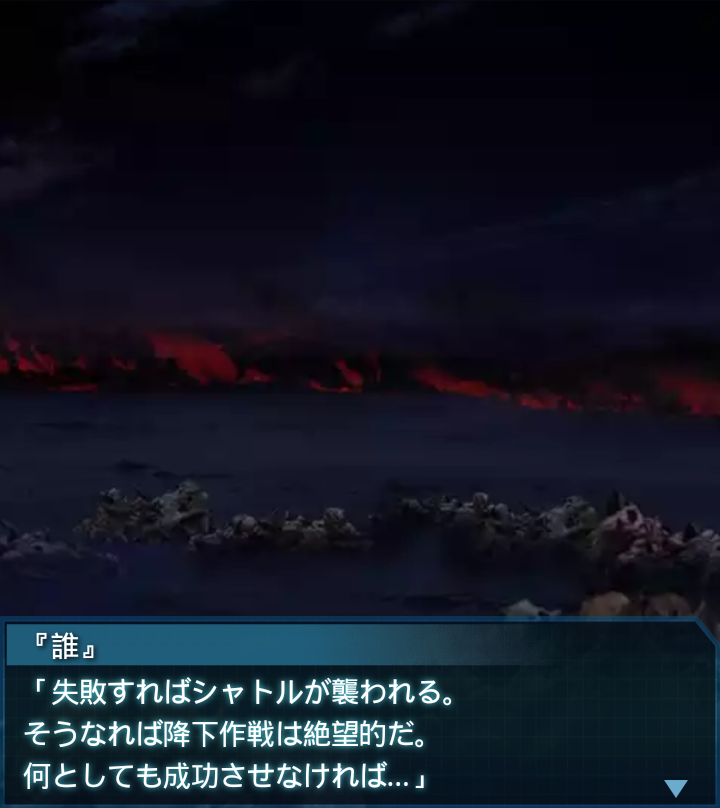 『誰』
「失敗すればシャトルが襲われる。
そうなれば降下作戦は絶望的だ。
何としても成功させなければ…」